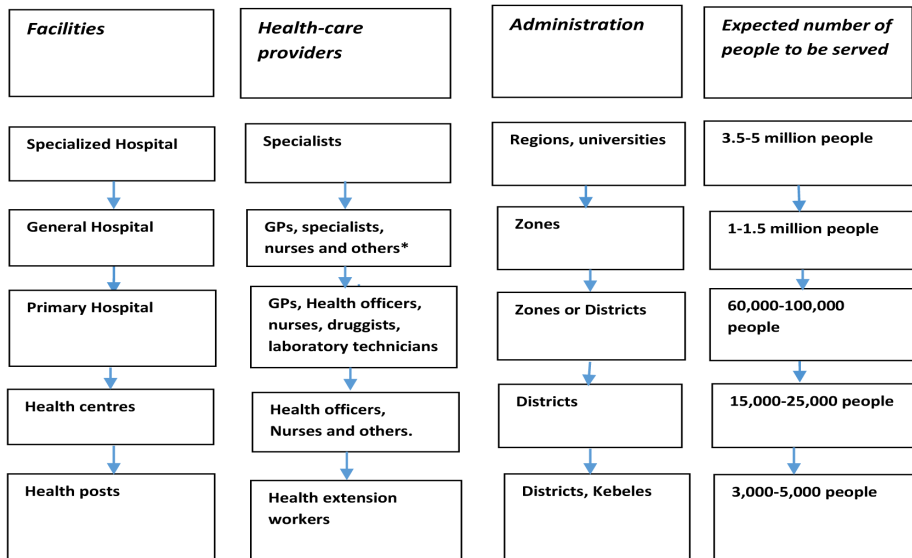 Facilities
Health-care
providers
Administration
Expected number of
people to be served
Specialized Hospital
Specialists
Regions, universities
3.5-5 million people
General Hospital
GPs, specialists,
nurses and others*
Zones
1-1.5 million people
Primary Hospital
GPs, Health officers,
nurses, druggists,
laboratory technicians
Zones or Districts
60,000-100,000
people
Health centres
Health officers,
Nurses and others.
Districts
15,000-25,000 people
Health posts
Health extension
workers
Districts, Kebeles
3,000-5,000 people